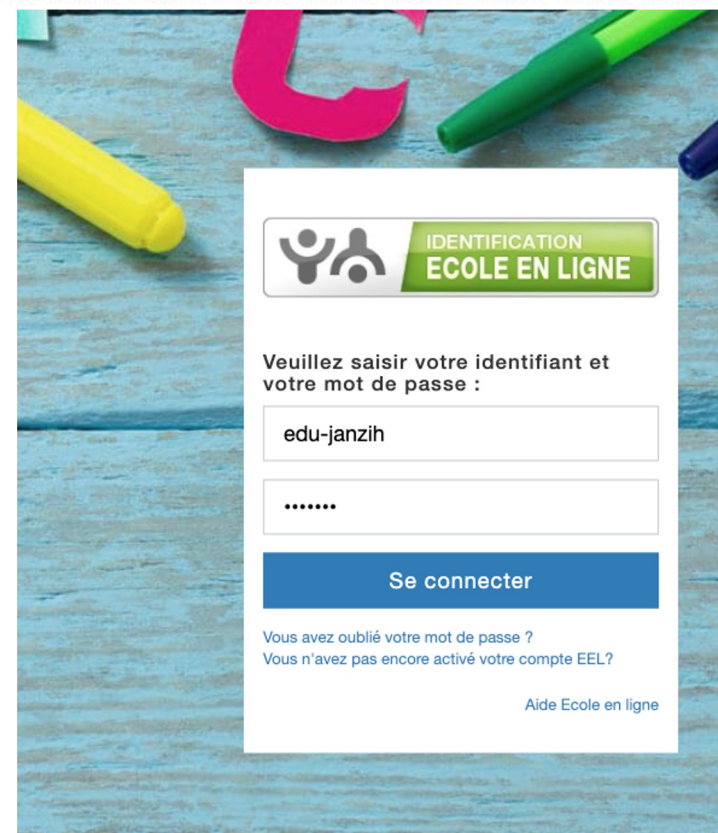 IDENTIFICATION
ECOLE EN LIGNE
Veuillez saisir votre identifiant et
votre mot de passe :
edu-janzih
•••••••
Se connecter
Vous avez oublié votre mot de passe ?
Vous n'avez pas encore activé votre compte EEL?
Aide Ecole en ligne